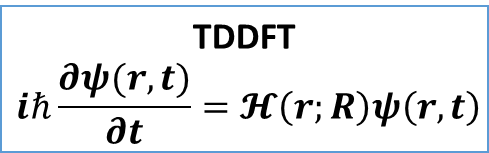 TDDFT
iℏ ∂ψ(r, t)/∂t = ℋ(r; R)ψ(r, t)